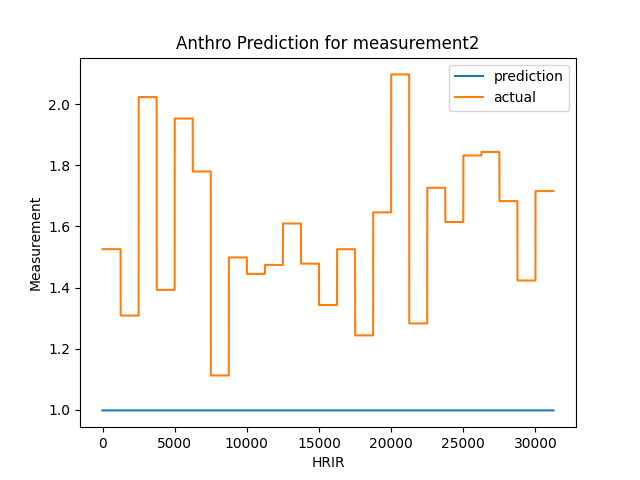 Anthro Prediction for measurement2
prediction
actual
2.0
1.8
1.6
1.4
1.2
1.0
Measurement
0 5000 10000 15000 20000 25000 30000
HRIR